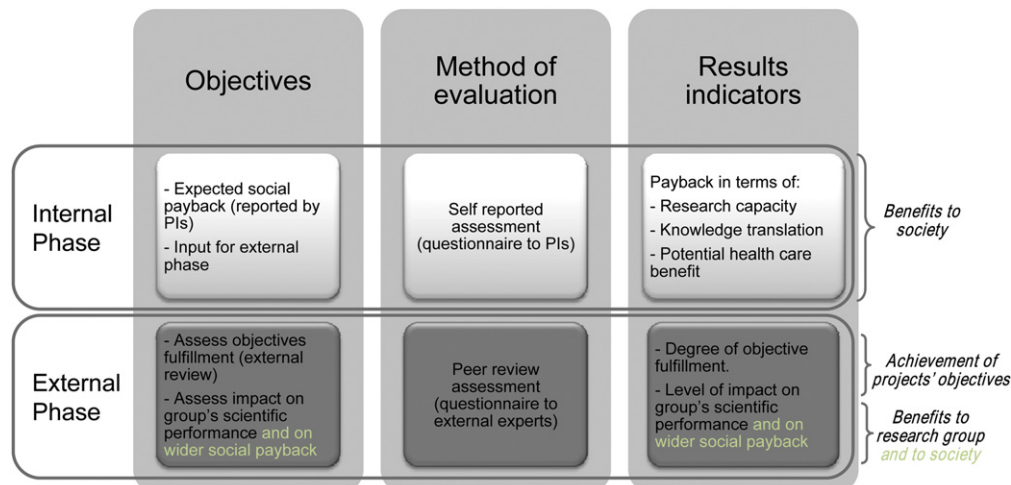 Objectives
Method of
evaluation
Results
indicators
Internal
Phase
- Expected social
payback (reported by
PIs)
- Input for external
phase
Self reported
assessment
(questionnaire to PIs)
Payback in terms of:
- Research capacity
- Knowledge translation
- Potential health care
benefit
Benefits to
society
External
Phase
- Assess objectives
fulfillment (external
review)
- Assess impact on
group's scientific
performance and on
wider social payback
Peer review
assessment
(questionnaire to
external experts)
- Degree of objective
fulfillment.
- Level of impact on
group's scientific
performance and on
wider social payback
Achievement of
projects' objectives
Benefits to
research group
and to society